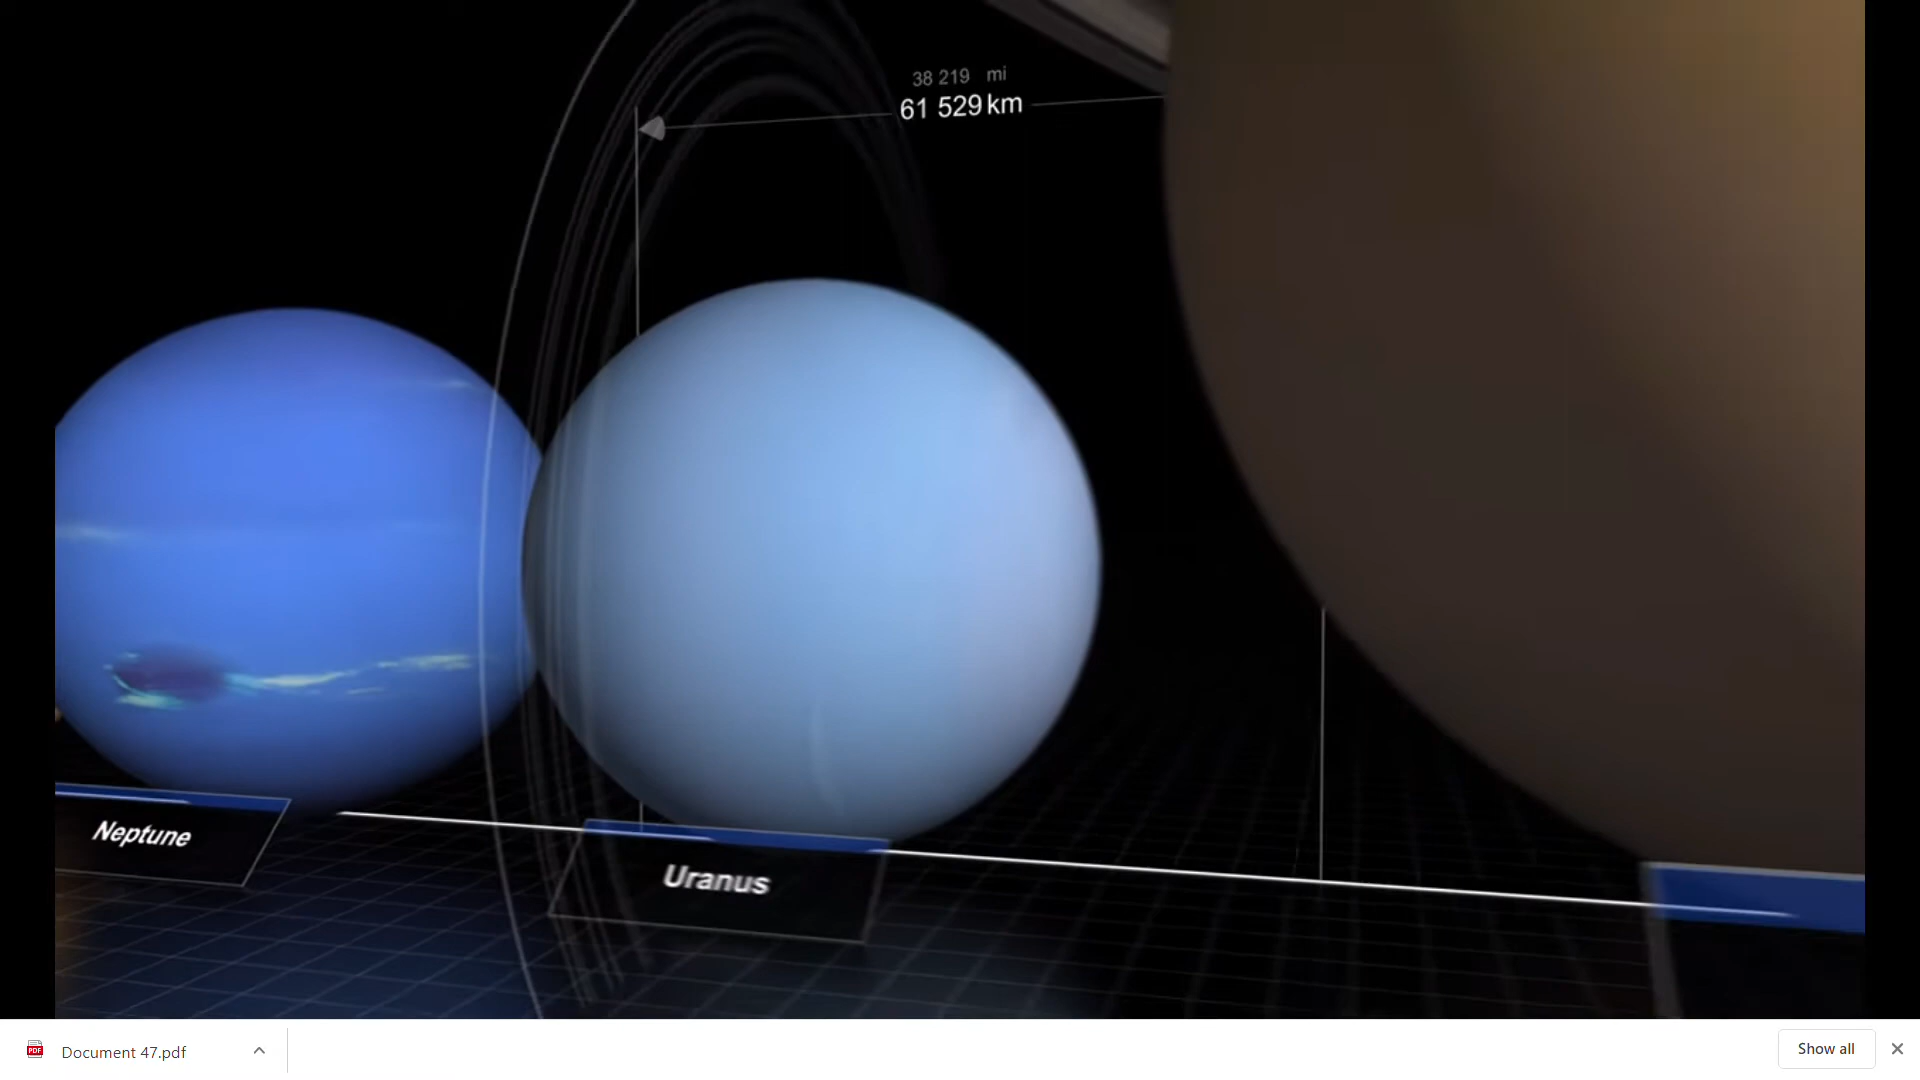 38 219 mi
61 529 km
Neptune
Uranus
Document 47.pdf
Show all